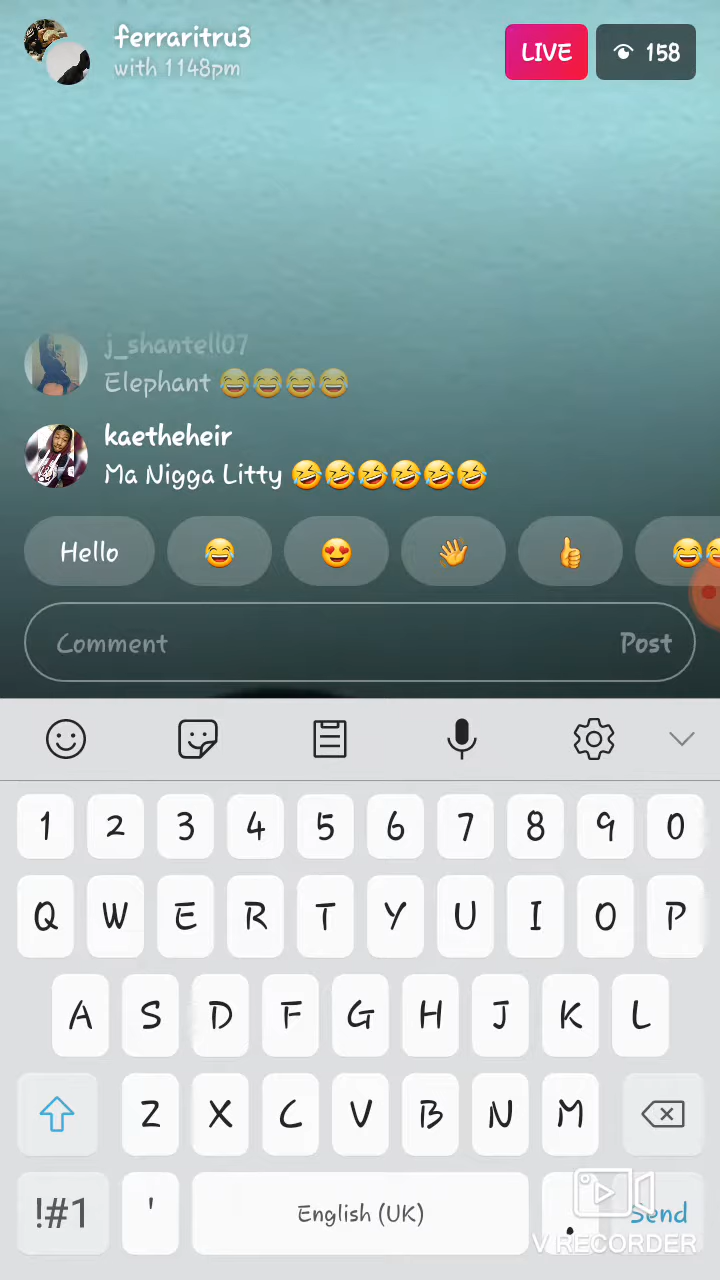 ferraritru3
with 1148pm
LIVE
158
j_shantell07
Elephant 😂😂😂😂
kaetheheir
Ma Nigga Litty 🤣🤣🤣🤣🤣🤣
Hello 😂 😍 👋 👍 😂😂
Comment
Post
1 2 3 4 5 6 7 8 9 0
Q W E R T Y U I O P
A S D F G H J K L
Z X C V B N M
!#1 ' English (UK) . Send
V RECORDER